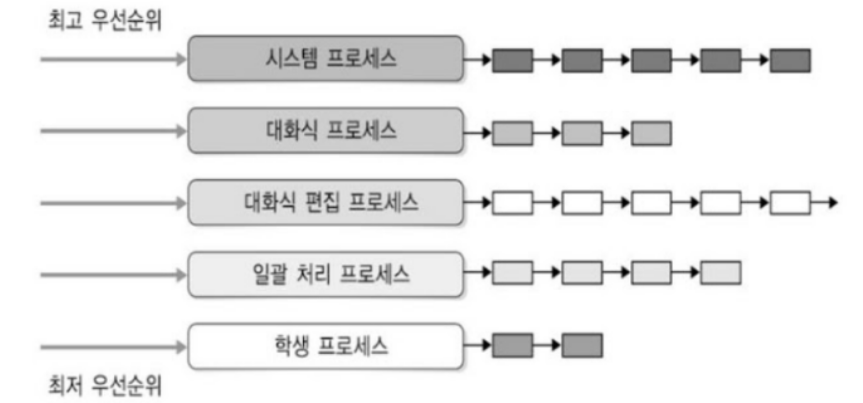 최고 우선순위
시스템 프로세스
대화식 프로세스
대화식 편집 프로세스
일괄 처리 프로세스
학생 프로세스
최저 우선순위